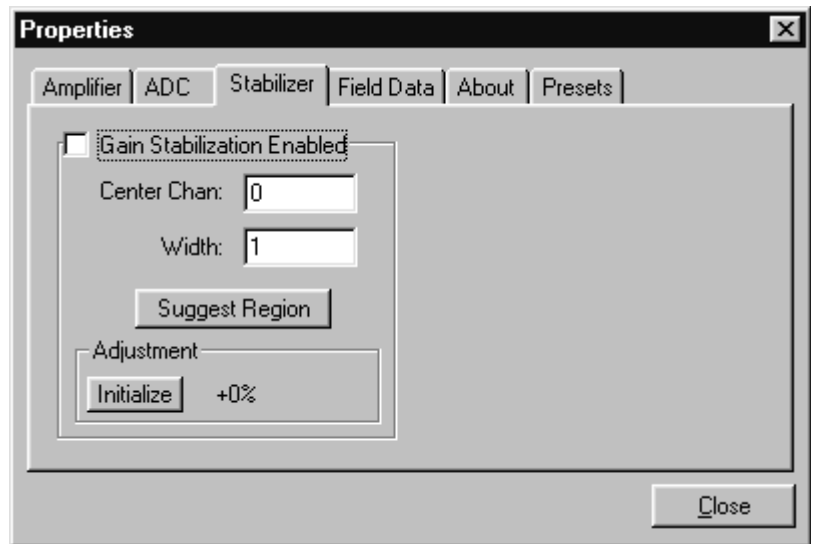 Properties
Amplifier ADC Stabilizer Field Data About Presets
Gain Stabilization Enabled
Center Chan: 0
Width: 1
Suggest Region
Adjustment
Initialize +0%
Close